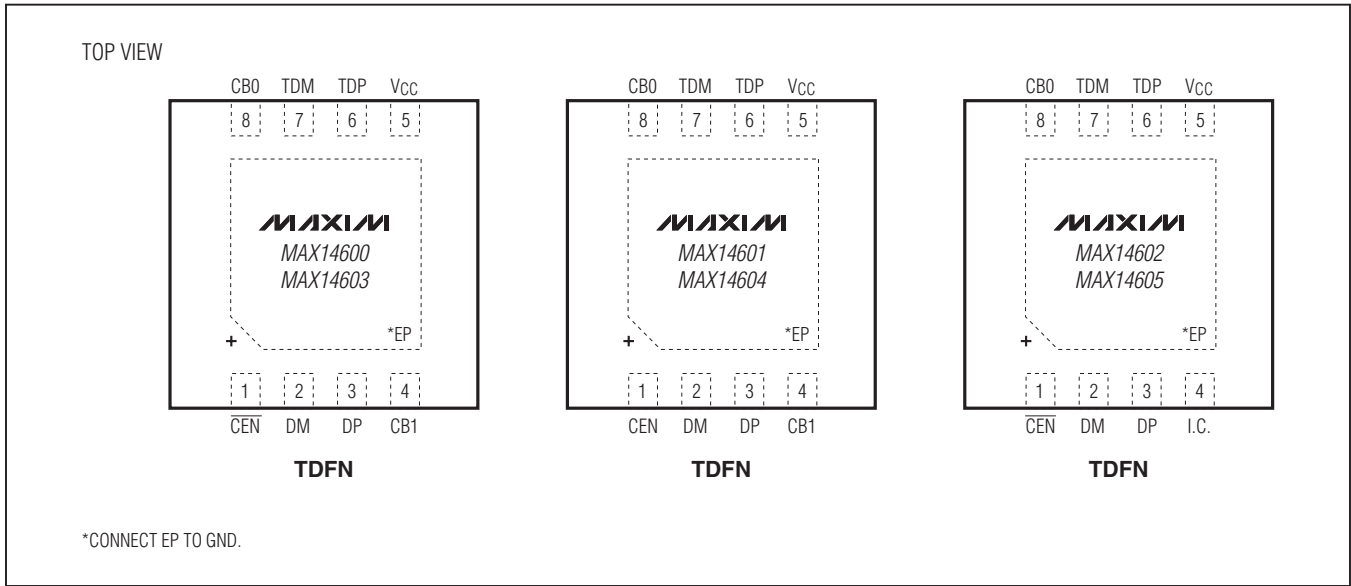 TOP VIEW
CB0 TDM TDP VCC
8 7 6 5
MAXIM
MAX14600
MAX14603
*EP
+
1 2 3 4
C̅E̅N̅ DM DP CB1
TDFN
CB0 TDM TDP VCC
8 7 6 5
MAXIM
MAX14601
MAX14604
*EP
+
1 2 3 4
CEN DM DP CB1
TDFN
CB0 TDM TDP VCC
8 7 6 5
MAXIM
MAX14602
MAX14605
*EP
+
1 2 3 4
C̅E̅N̅ DM DP I.C.
TDFN
*CONNECT EP TO GND.